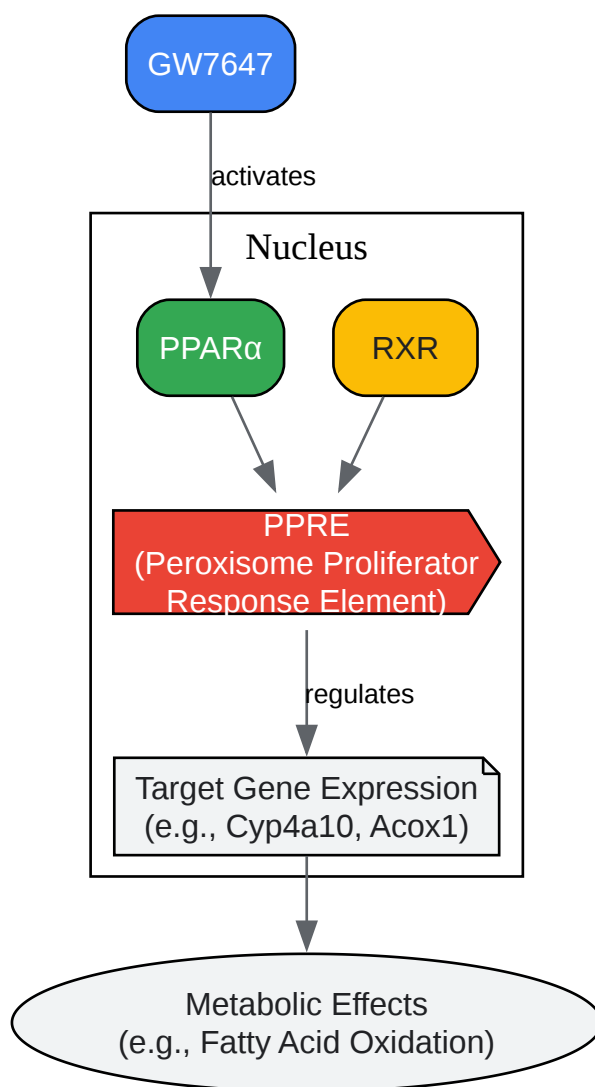 GW7647
activates
Nucleus
PPARα
RXR
PPRE
(Peroxisome Proliferator
Response Element)
regulates
Target Gene Expression
(e.g., Cyp4a10, Acox1)
Metabolic Effects
(e.g., Fatty Acid Oxidation)